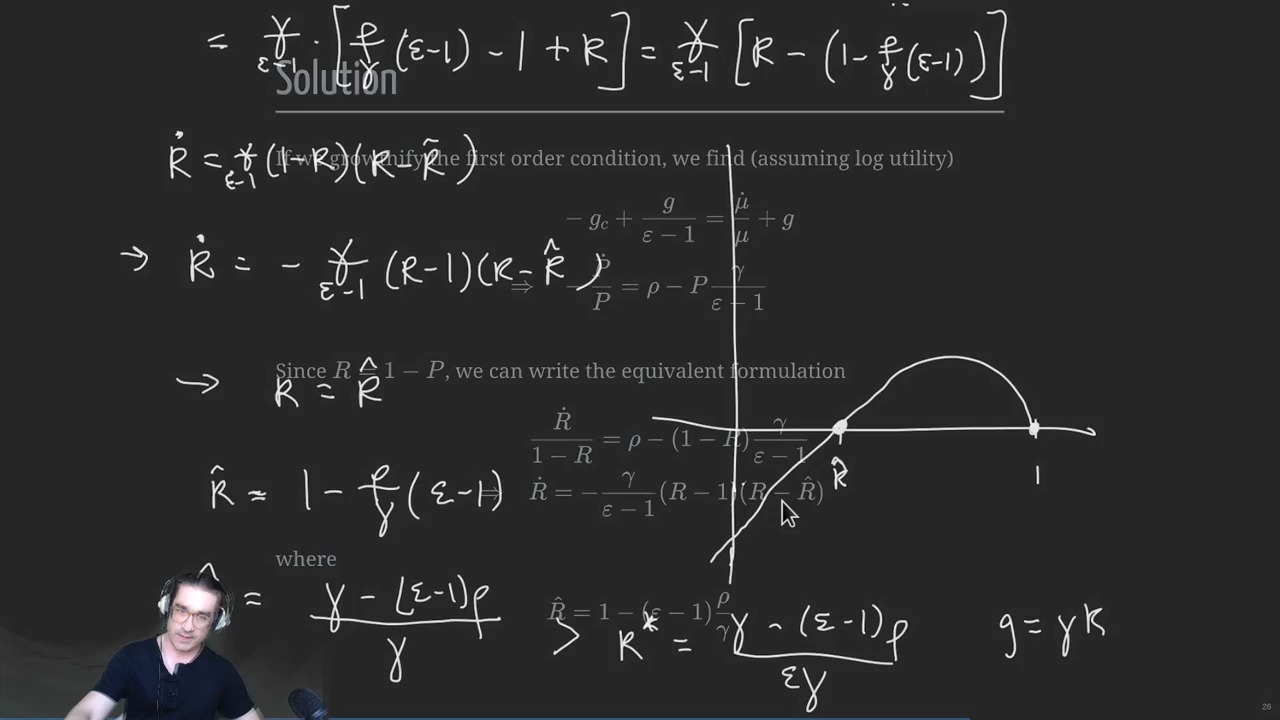 = γ/(ε-1) · [ρ/γ (ε-1) - 1 + R] = γ/(ε-1) [R - (1 - ρ/γ (ε-1))]
Solution
If we growthify the first order condition, we find (assuming log utility)
Ṙ = γ/(ε-1) (1-R)(R-R̃)
- g_c + g/(ε - 1) = μ̇/μ + g
→ Ṙ = - γ/(ε-1) (R-1)(R-R̂)
⇒ Ṗ/P = ρ - P γ/(ε - 1)
Since R = 1 - P, we can write the equivalent formulation
→ R = R̂
Ṙ/(1 - R) = ρ - (1 - R) γ/(ε - 1)
R̂ 1
R̂ = 1 - ρ/γ (ε-1)
⇒ Ṙ = - γ/(ε - 1) (R - 1)(R - R̂)
where
R̂ = 1 - (ε - 1) ρ/γ
= (γ - (ε-1)ρ)/γ > R* = (γ - (ε-1)ρ)/(εγ) g = γR
26